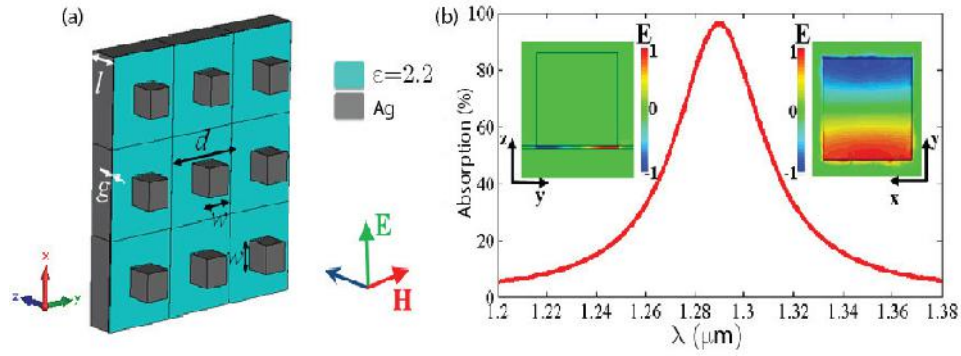 (a)
l
g
d
w
w
x
z
y
ε=2.2
Ag
E
H
(b)
Absorption (%)
100
80
60
40
20
0
E
1
0
-1
z
y
E
1
0
-1
y
x
1.2
1.22
1.24
1.26
1.28
1.3
1.32
1.34
1.36
1.38
λ (μm)